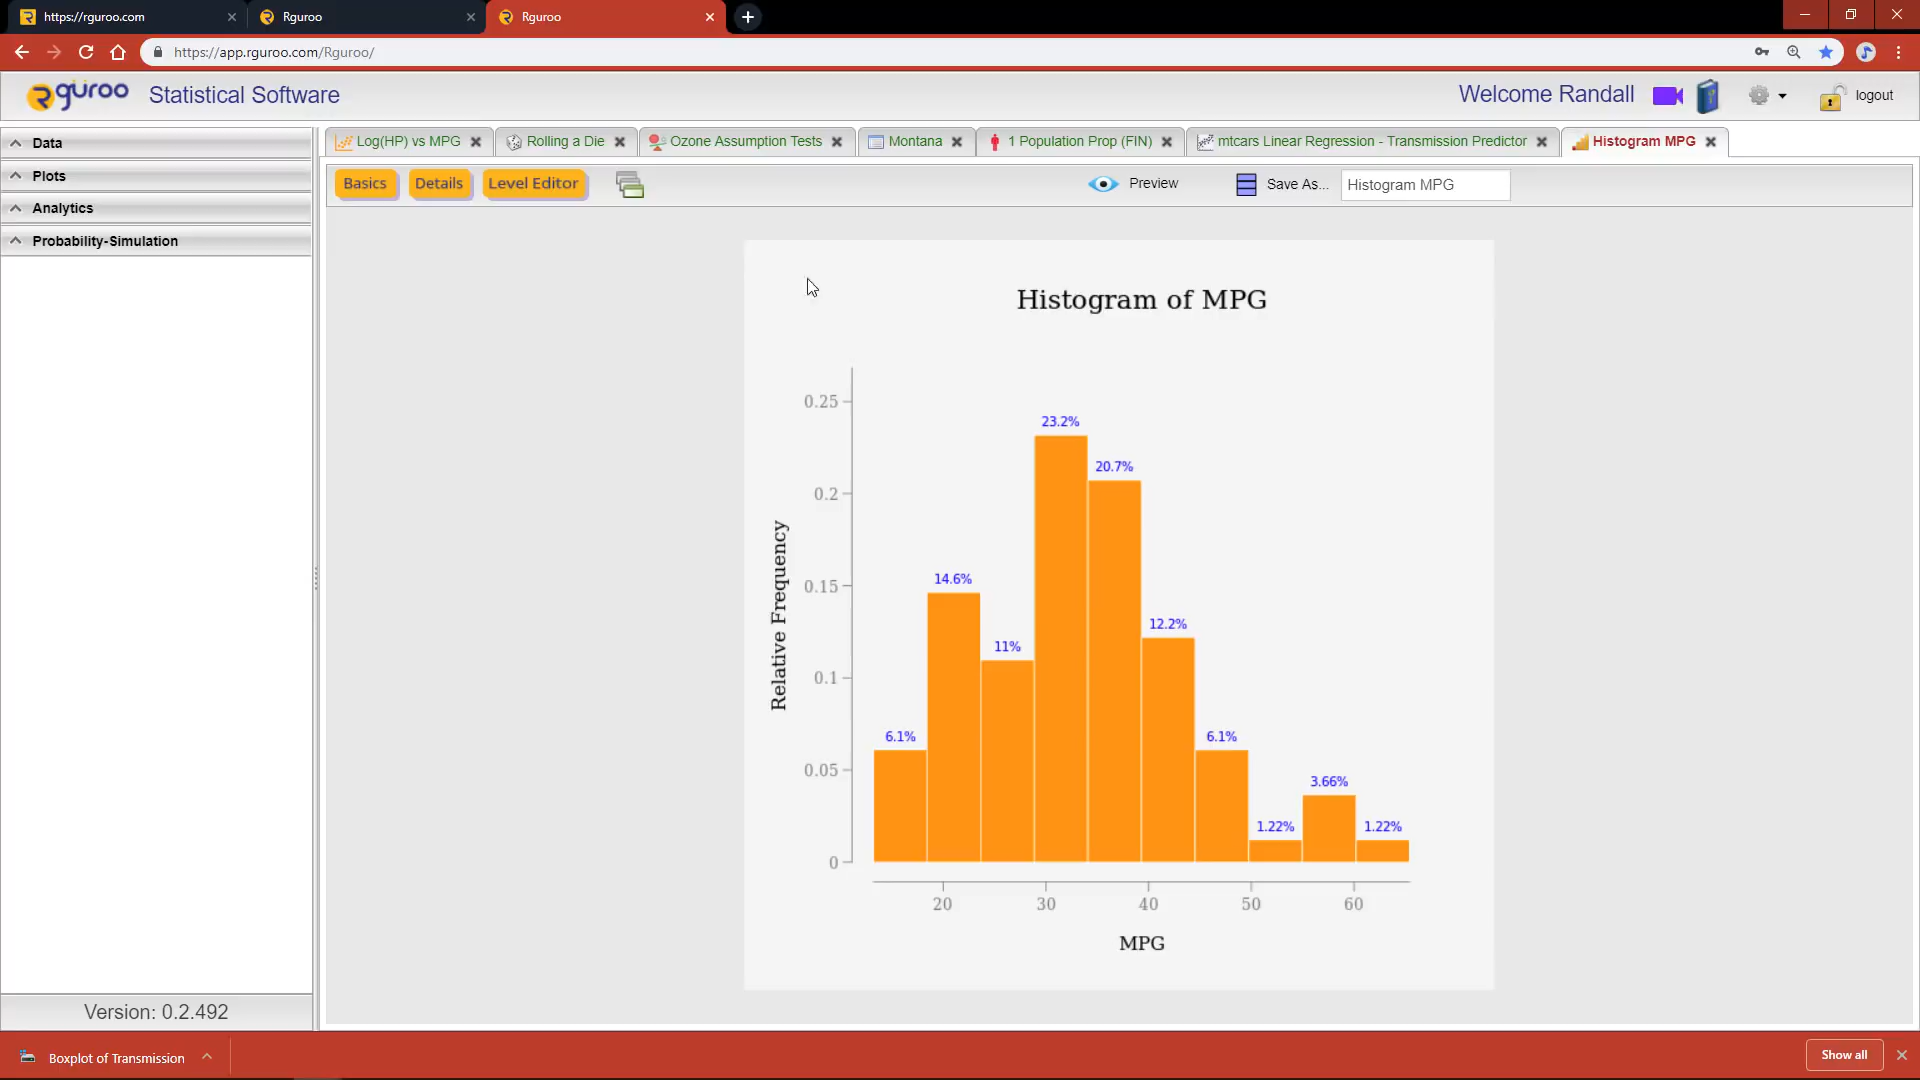 https://rguroo.com
Rguroo
Rguroo
https://app.rguroo.com/Rguroo/
rguroo
Statistical Software
Welcome Randall
logout
Data
Plots
Analytics
Probability-Simulation
Log(HP) vs MPG
Rolling a Die
Ozone Assumption Tests
Montana
1 Population Prop (FIN)
mtcars Linear Regression - Transmission Predictor
Histogram MPG
Basics
Details
Level Editor
Preview
Save As...
Histogram MPG
Histogram of MPG
Relative Frequency
0.25
0.2
0.15
0.1
0.05
0
6.1%
14.6%
11%
23.2%
20.7%
12.2%
6.1%
1.22%
3.66%
1.22%
20 30 40 50 60
MPG
Version: 0.2.492
Boxplot of Transmission
Show all